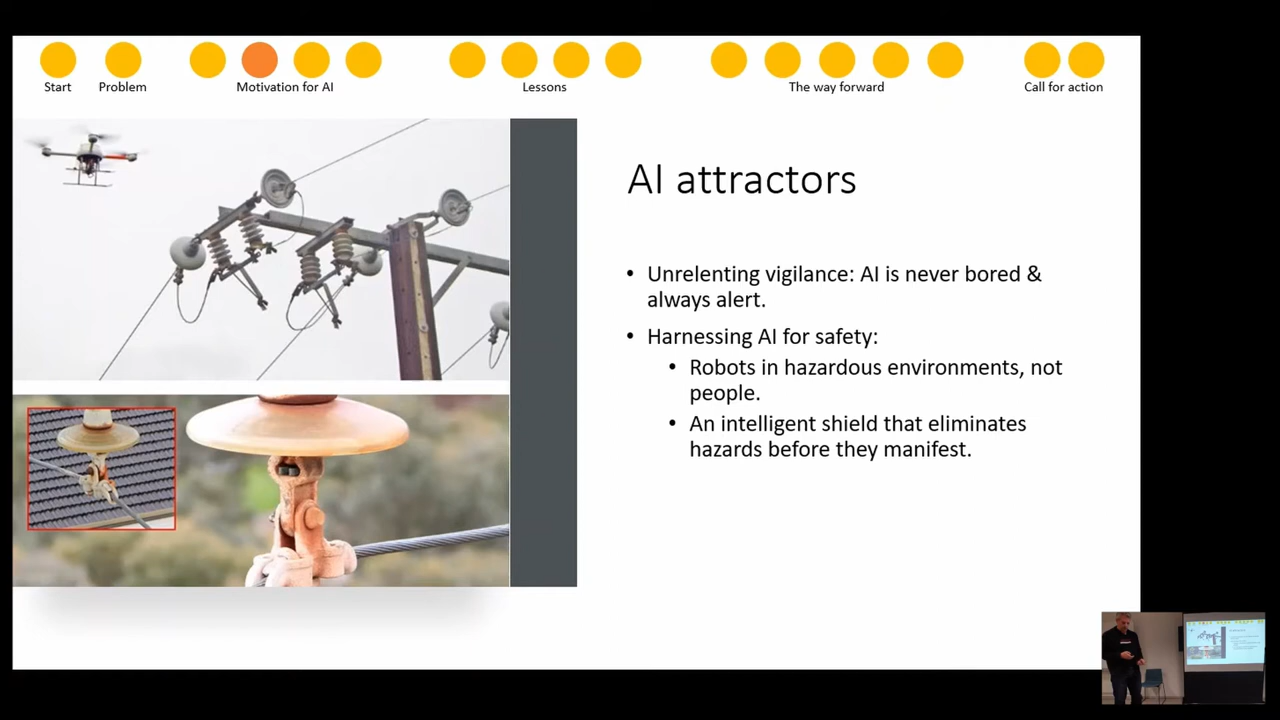 Start
Problem
Motivation for AI
Lessons
The way forward
Call for action
AI attractors
• Unrelenting vigilance: AI is never bored &
always alert.
• Harnessing AI for safety:
• Robots in hazardous environments, not
people.
• An intelligent shield that eliminates
hazards before they manifest.